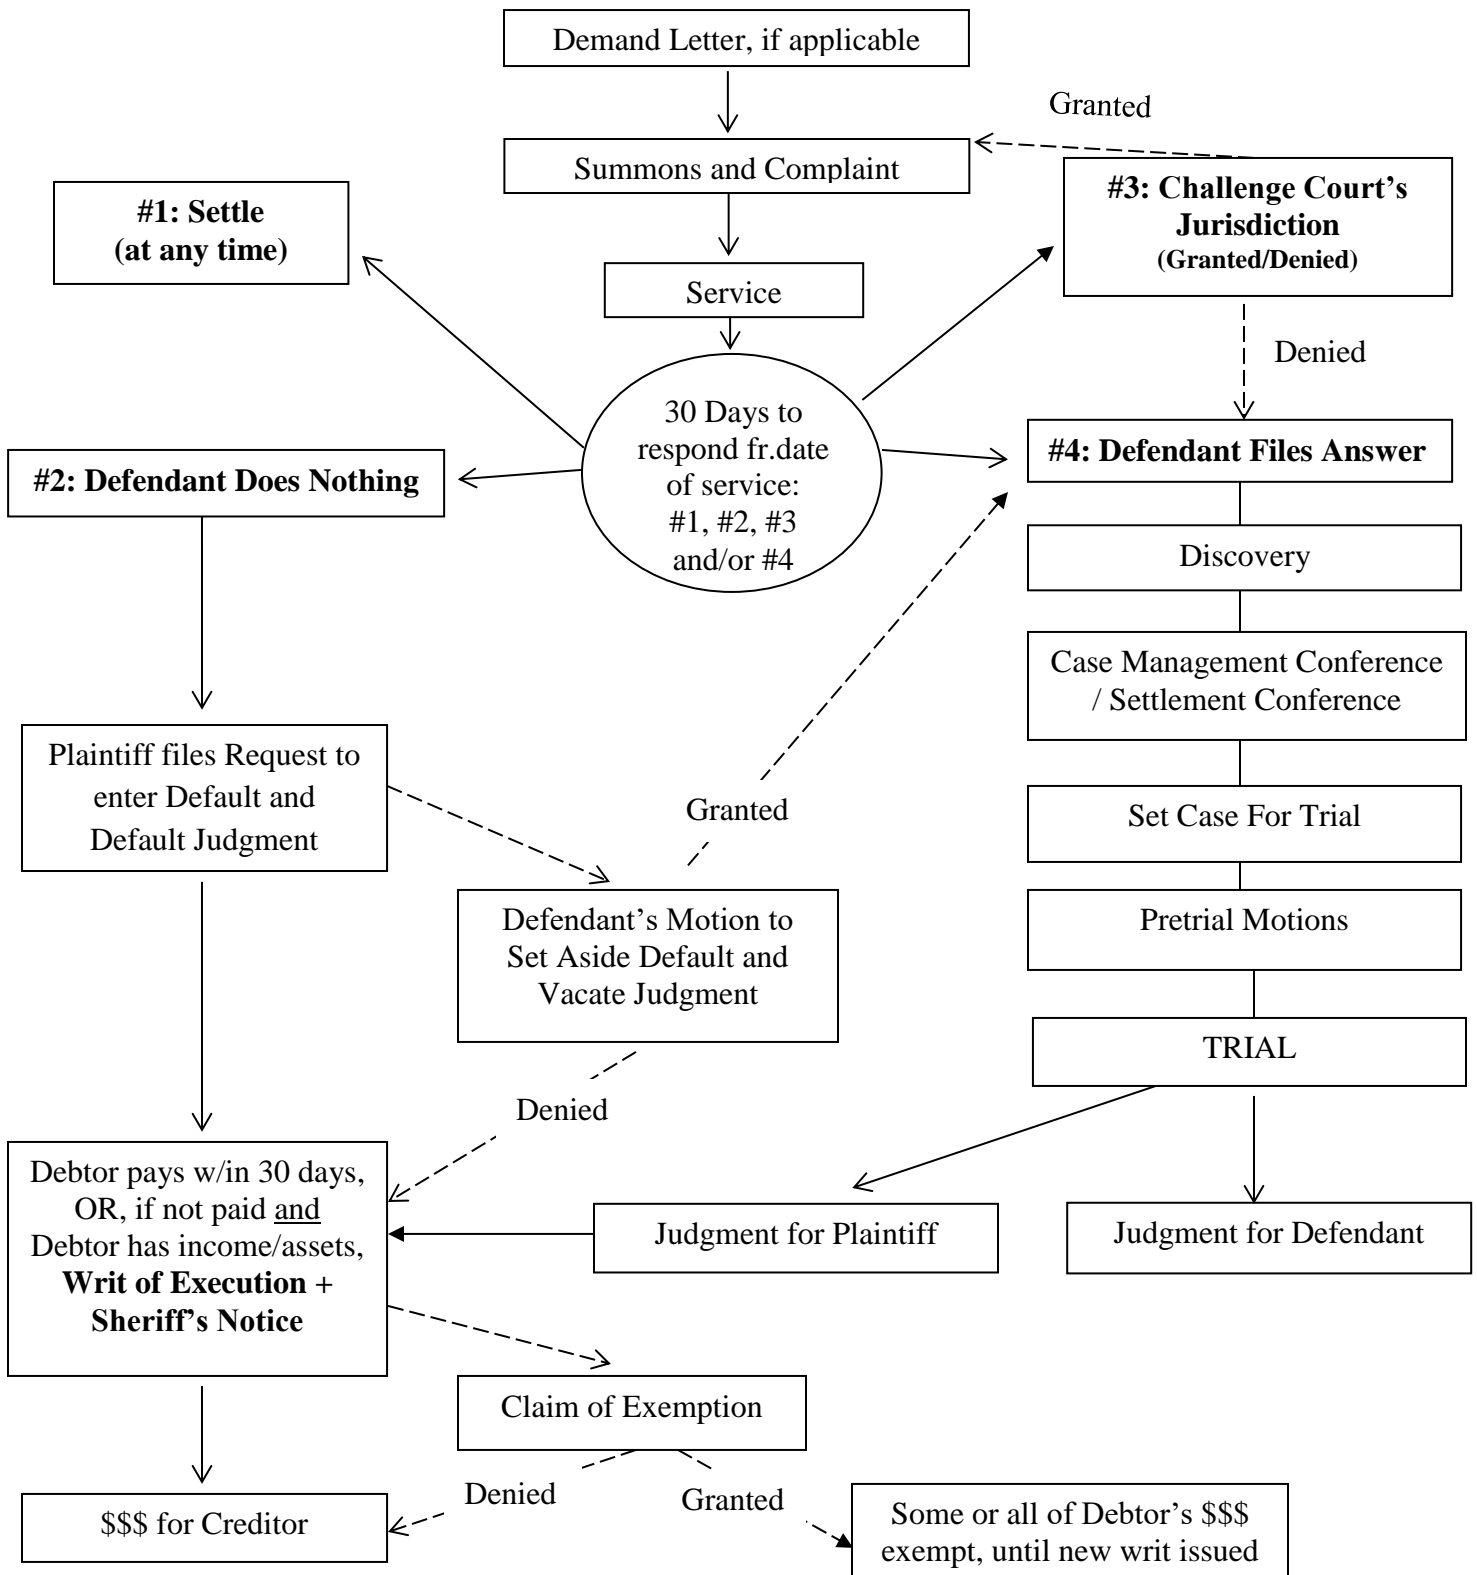 Demand Letter, if applicable
Granted
Summons and Complaint
#3: Challenge Court's
Jurisdiction
(Granted/Denied)
#1: Settle
(at any time)
Service
Denied
30 Days to
respond fr.date
of service:
#1, #2, #3
and/or #4
#4: Defendant Files Answer
#2: Defendant Does Nothing
Discovery
Case Management Conference
/ Settlement Conference
Plaintiff files Request to
enter Default and
Default Judgment
Granted
Set Case For Trial
Defendant's Motion to
Set Aside Default and
Vacate Judgment
Pretrial Motions
TRIAL
Denied
Debtor pays w/in 30 days,
OR, if not paid and
Debtor has income/assets,
Writ of Execution +
Sheriff's Notice
Judgment for Plaintiff
Judgment for Defendant
Claim of Exemption
Denied
Granted
$$$ for Creditor
Some or all of Debtor's $$$
exempt, until new writ issued